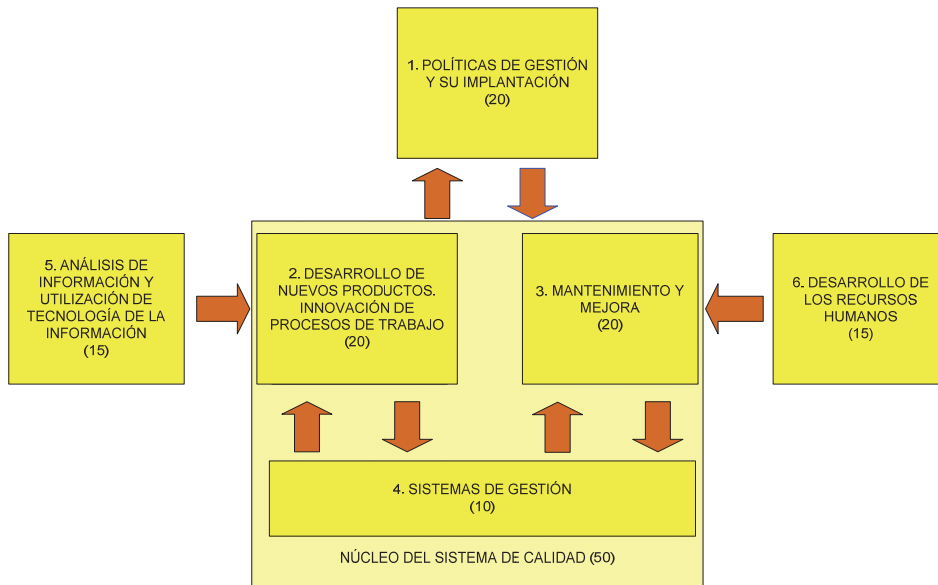 1. POLÍTICAS DE GESTIÓN
Y SU IMPLANTACIÓN
(20)
5. ANÁLISIS DE
INFORMACIÓN Y
UTILIZACIÓN DE
TECNOLOGÍA DE LA
INFORMACIÓN
(15)
2. DESARROLLO DE
NUEVOS PRODUCTOS.
INNOVACIÓN DE
PROCESOS DE TRABAJO
(20)
3. MANTENIMIENTO Y
MEJORA
(20)
6. DESARROLLO DE
LOS RECURSOS
HUMANOS
(15)
4. SISTEMAS DE GESTIÓN
(10)
NÚCLEO DEL SISTEMA DE CALIDAD (50)